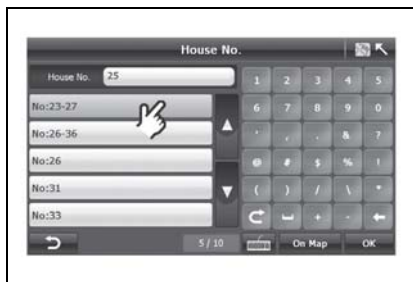 House No.
House No. 25
1 2 3 4 5
No:23-27
6 7 8 9 0
No:26-36
' , . & ?
No:26
@ # $ % !
No:31
( ) / \ *
No:33
+ -
5 / 10 On Map OK